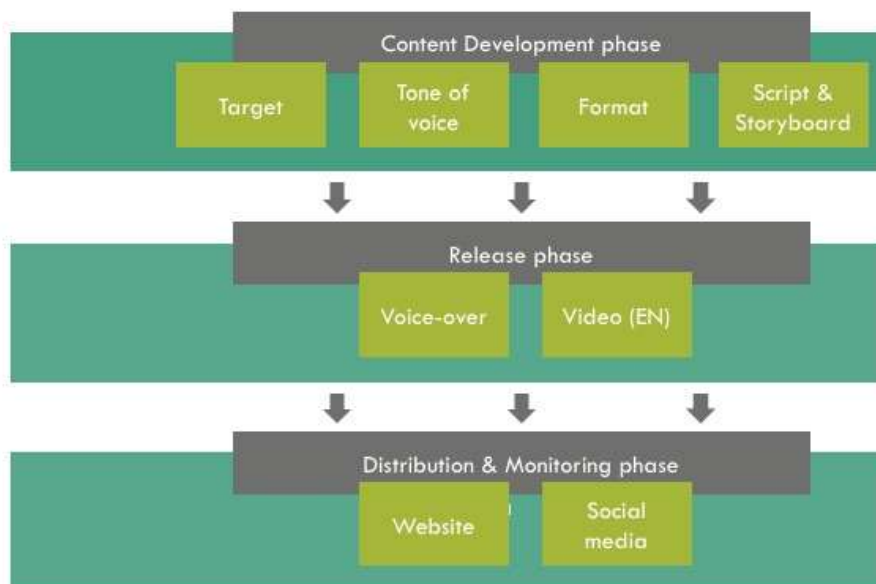 Content Development phase
Target
Tone of
voice
Format
Script &
Storyboard
Release phase
Voice-over
Video (EN)
Distribution & Monitoring phase
Website
Social
media